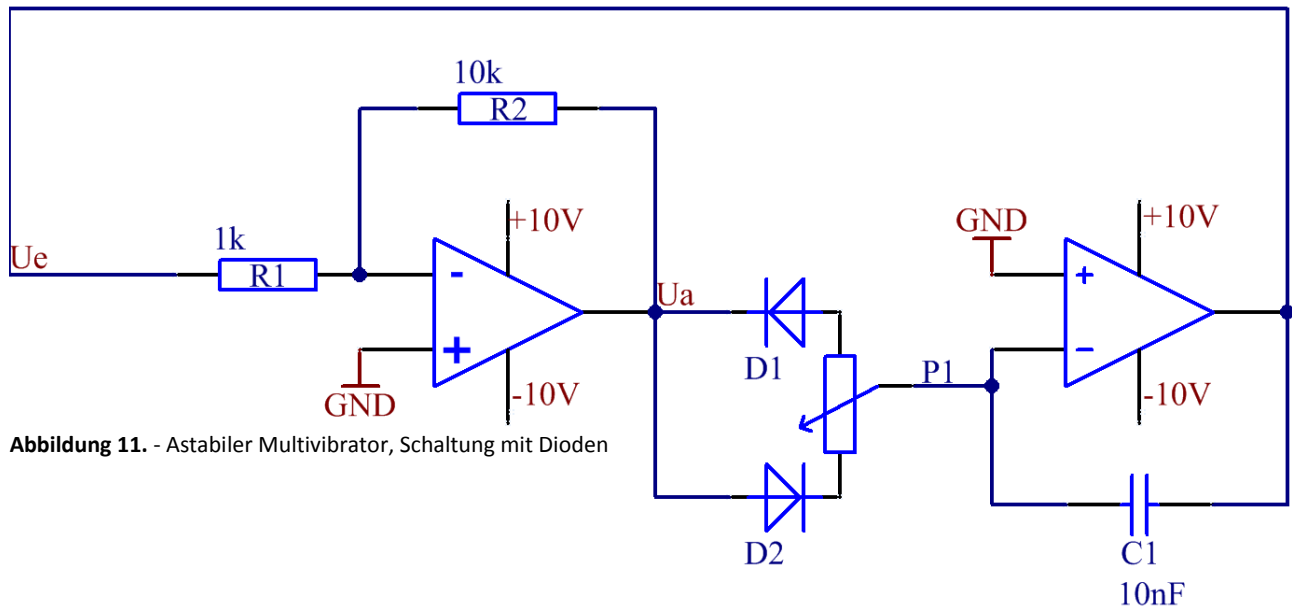 10k
R2
+10V
+10V
GND
1k
Ue
R1
-
+
Ua
+
-
D1
P1
GND
-10V
-10V
Abbildung 11. - Astabiler Multivibrator, Schaltung mit Dioden
D2
C1
10nF